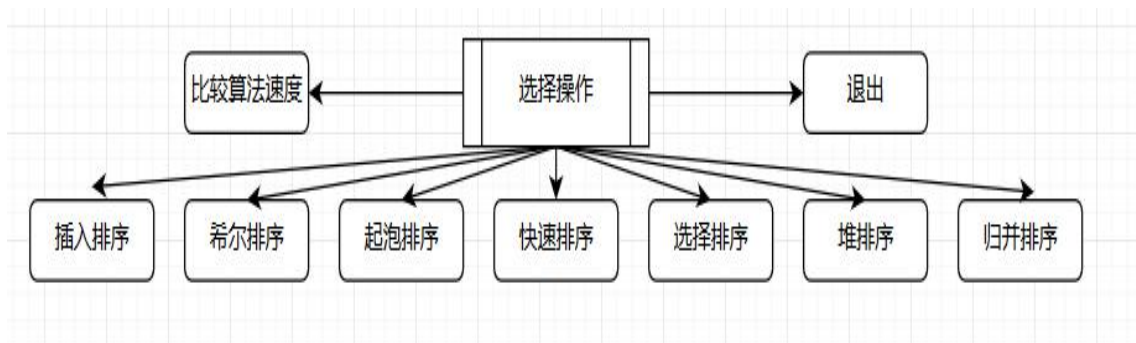 比较算法速度
选择操作
退出
插入排序
希尔排序
起泡排序
快速排序
选择排序
堆排序
归并排序